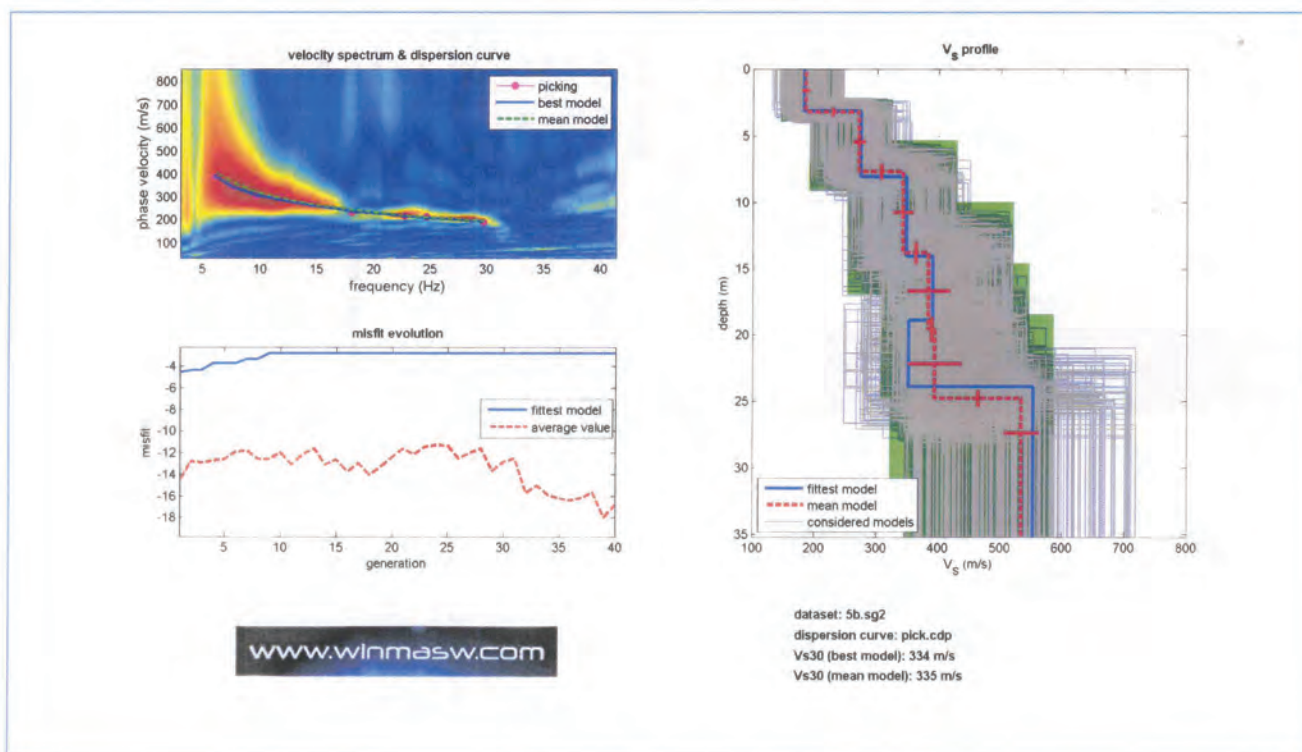 velocity spectrum & dispersion curve
800
700
600
500
400
300
200
100
phase velocity (m/s)
picking
best model
mean model
5
10
15
20
25
30
35
40
frequency (Hz)
misfit evolution
-4
-6
-8
-10
-12
-14
-16
-18
misfit
fittest model
average value
5
10
15
20
25
30
35
40
generation
www.winmasw.com
VS profile
0
5
10
15
20
25
30
35
depth (m)
fittest model
mean model
considered models
100
200
300
400
500
600
700
800
VS (m/s)
dataset: 5b.sg2
dispersion curve: pick.cdp
Vs30 (best model): 334 m/s
Vs30 (mean model): 335 m/s